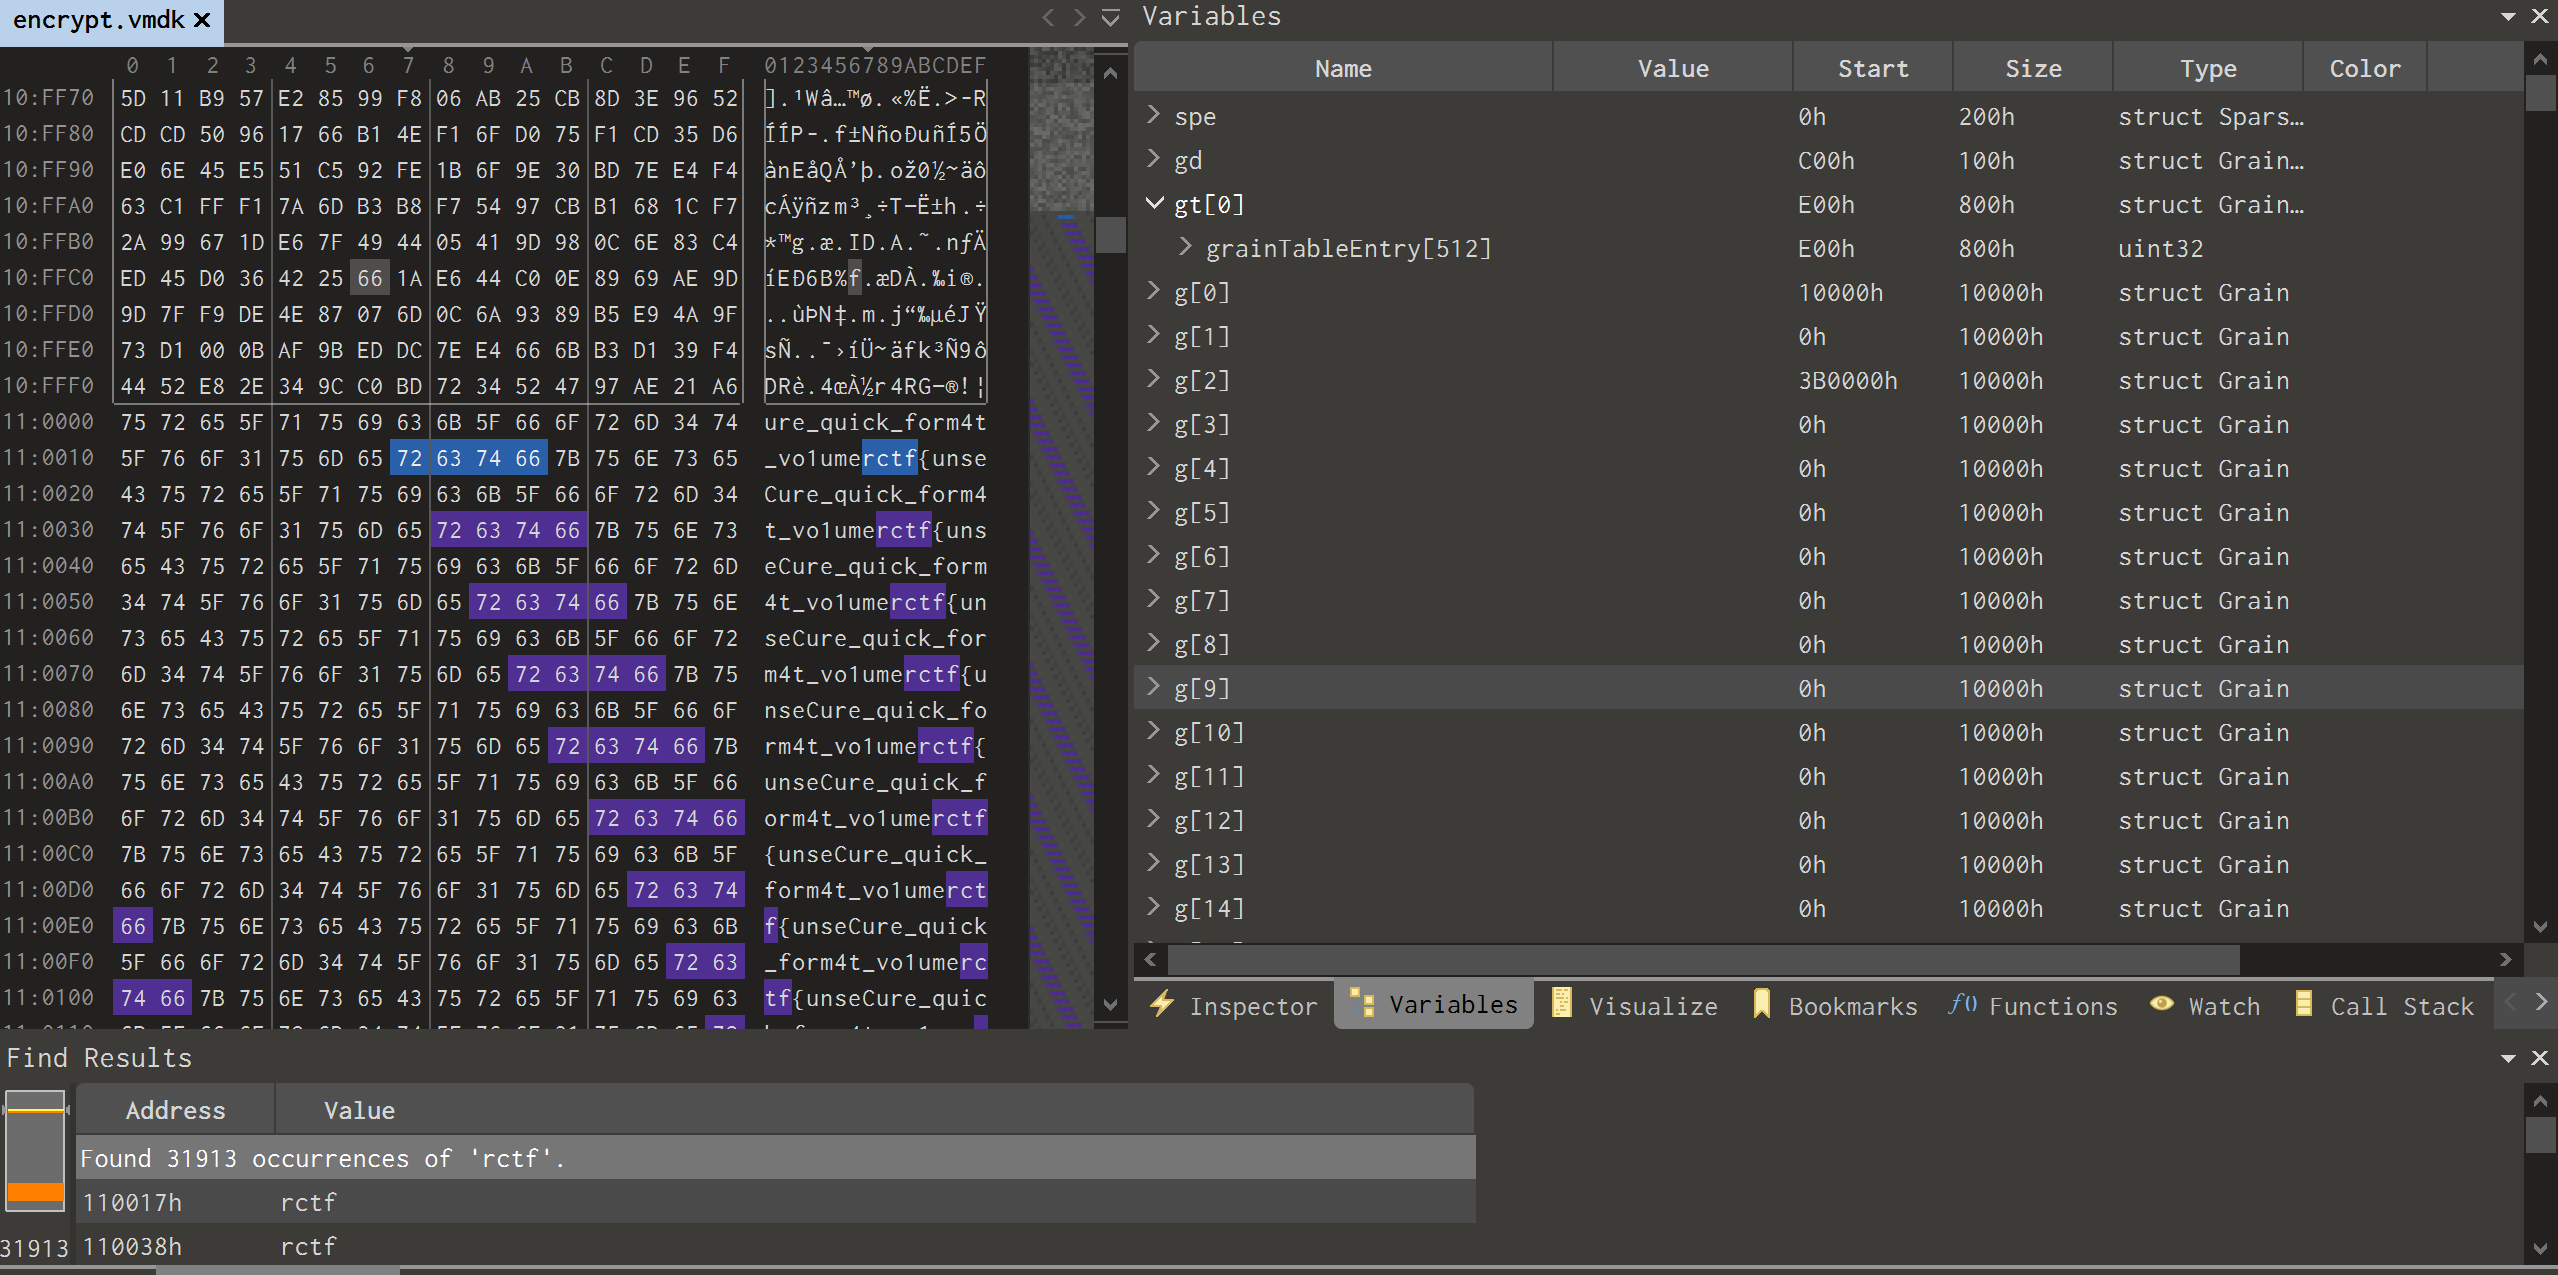 encrypt.vmdk ×
0 1 2 3 4 5 6 7 8 9 A B C D E F 0123456789ABCDEF
10:FF70 5D 11 B9 57 E2 85 99 F8 06 AB 25 CB 8D 3E 96 52 ].¹Wâ…™ø.«%Ë.>–R
10:FF80 CD CD 50 96 17 66 B1 4E F1 6F D0 75 F1 CD 35 D6 ÍÍP–.f±NñoÐuñÍ5Ö
10:FF90 E0 6E 45 E5 51 C5 92 FE 1B 6F 9E 30 BD 7E E4 F4 ànEåQÅ’þ.ož0½~äô
10:FFA0 63 C1 FF F1 7A 6D B3 B8 F7 54 97 CB B1 68 1C F7 cÁÿñzm³¸÷T—Ë±h.÷
10:FFB0 2A 99 67 1D E6 7F 49 44 05 41 9D 98 0C 6E 83 C4 *™g.æ.ID.A.˜.nƒÄ
10:FFC0 ED 45 D0 36 42 25 66 1A E6 44 C0 0E 89 69 AE 9D íEÐ6B%f.æDÀ.‰i®.
10:FFD0 9D 7F F9 DE 4E 87 07 6D 0C 6A 93 89 B5 E9 4A 9F ..ùÞN‡.m.j“‰µéJŸ
10:FFE0 73 D1 00 0B AF 9B ED DC 7E E4 66 6B B3 D1 39 F4 sÑ..¯›íÜ~äfk³Ñ9ô
10:FFF0 44 52 E8 2E 34 9C C0 BD 72 34 52 47 97 AE 21 A6 DRè.4œÀ½r4RG—®!¦
11:0000 75 72 65 5F 71 75 69 63 6B 5F 66 6F 72 6D 34 74 ure_quick_form4t
11:0010 5F 76 6F 31 75 6D 65 72 63 74 66 7B 75 6E 73 65 _vo1umerctf{unse
11:0020 43 75 72 65 5F 71 75 69 63 6B 5F 66 6F 72 6D 34 Cure_quick_form4
11:0030 74 5F 76 6F 31 75 6D 65 72 63 74 66 7B 75 6E 73 t_vo1umerctf{uns
11:0040 65 43 75 72 65 5F 71 75 69 63 6B 5F 66 6F 72 6D eCure_quick_form
11:0050 34 74 5F 76 6F 31 75 6D 65 72 63 74 66 7B 75 6E 4t_vo1umerctf{un
11:0060 73 65 43 75 72 65 5F 71 75 69 63 6B 5F 66 6F 72 seCure_quick_for
11:0070 6D 34 74 5F 76 6F 31 75 6D 65 72 63 74 66 7B 75 m4t_vo1umerctf{u
11:0080 6E 73 65 43 75 72 65 5F 71 75 69 63 6B 5F 66 6F nseCure_quick_fo
11:0090 72 6D 34 74 5F 76 6F 31 75 6D 65 72 63 74 66 7B rm4t_vo1umerctf{
11:00A0 75 6E 73 65 43 75 72 65 5F 71 75 69 63 6B 5F 66 unseCure_quick_f
11:00B0 6F 72 6D 34 74 5F 76 6F 31 75 6D 65 72 63 74 66 orm4t_vo1umerctf
11:00C0 7B 75 6E 73 65 43 75 72 65 5F 71 75 69 63 6B 5F {unseCure_quick_
11:00D0 66 6F 72 6D 34 74 5F 76 6F 31 75 6D 65 72 63 74 form4t_vo1umerct
11:00E0 66 7B 75 6E 73 65 43 75 72 65 5F 71 75 69 63 6B f{unseCure_quick
11:00F0 5F 66 6F 72 6D 34 74 5F 76 6F 31 75 6D 65 72 63 _form4t_vo1umerc
11:0100 74 66 7B 75 6E 73 65 43 75 72 65 5F 71 75 69 63 tf{unseCure_quic
Variables
Name Value Start Size Type Color
spe 0h 200h struct Spars…
gd C00h 100h struct Grain…
gt[0] E00h 800h struct Grain…
grainTableEntry[512] E00h 800h uint32
g[0] 10000h 10000h struct Grain
g[1] 0h 10000h struct Grain
g[2] 3B0000h 10000h struct Grain
g[3] 0h 10000h struct Grain
g[4] 0h 10000h struct Grain
g[5] 0h 10000h struct Grain
g[6] 0h 10000h struct Grain
g[7] 0h 10000h struct Grain
g[8] 0h 10000h struct Grain
g[9] 0h 10000h struct Grain
g[10] 0h 10000h struct Grain
g[11] 0h 10000h struct Grain
g[12] 0h 10000h struct Grain
g[13] 0h 10000h struct Grain
g[14] 0h 10000h struct Grain
Inspector Variables Visualize Bookmarks Functions Watch Call Stack
Find Results
Address Value
Found 31913 occurrences of 'rctf'.
110017h rctf
31913 110038h rctf